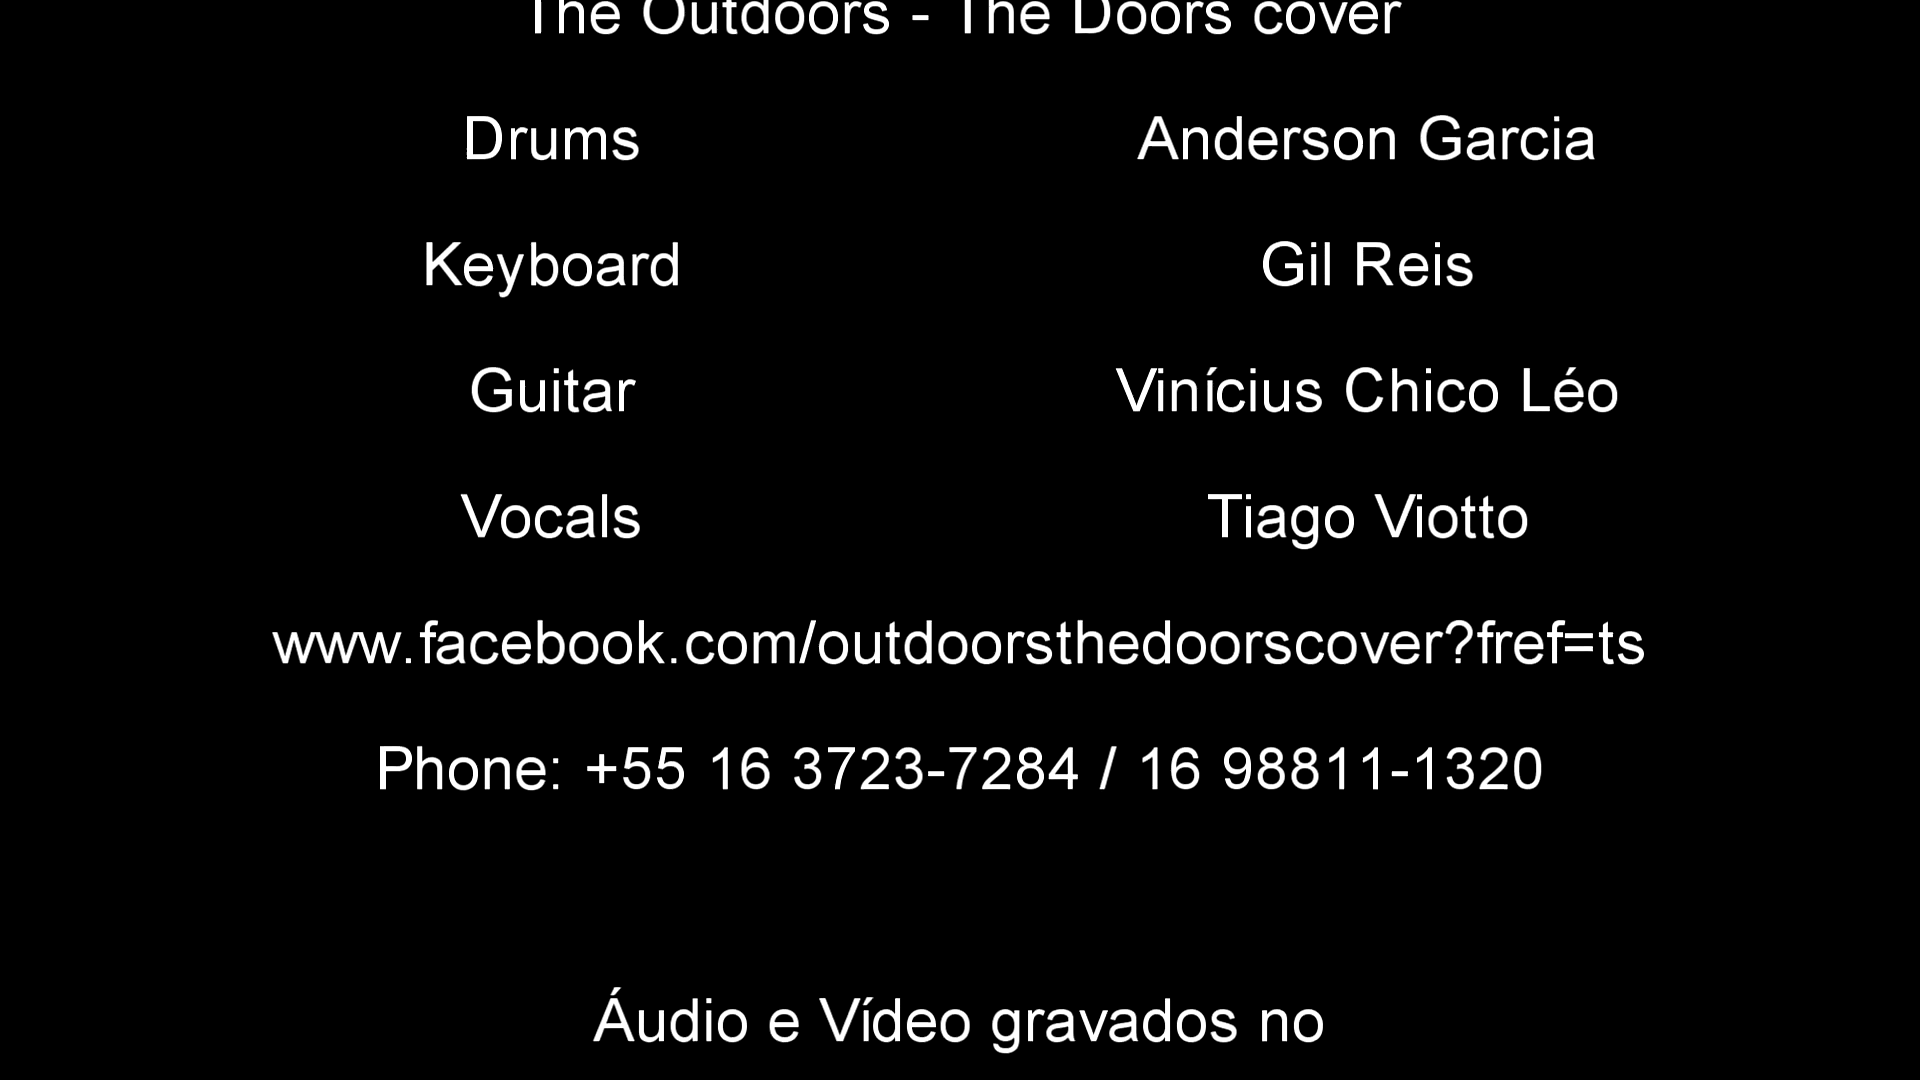 The Outdoors - The Doors cover
Drums Anderson Garcia
Keyboard Gil Reis
Guitar Vinícius Chico Léo
Vocals Tiago Viotto
www.facebook.com/outdoorsthedoorscover?fref=ts
Phone: +55 16 3723-7284 / 16 98811-1320
Áudio e Vídeo gravados no